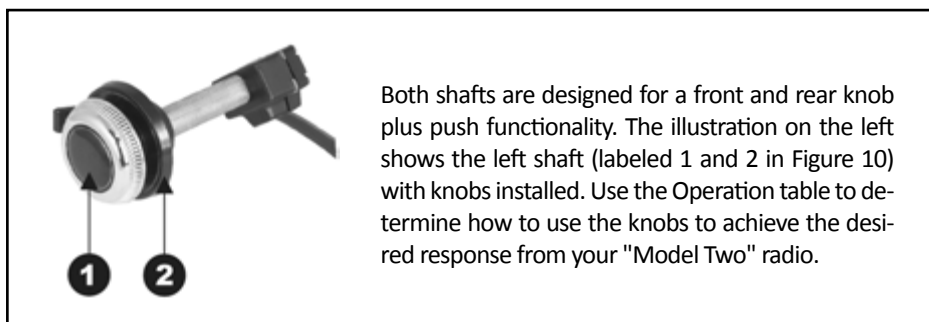 Both shafts are designed for a front and rear knob
plus push functionality. The illustration on the left
shows the left shaft (labeled 1 and 2 in Figure 10)
with knobs installed. Use the Operation table to de-
termine how to use the knobs to achieve the desi-
red response from your "Model Two" radio.
1 2